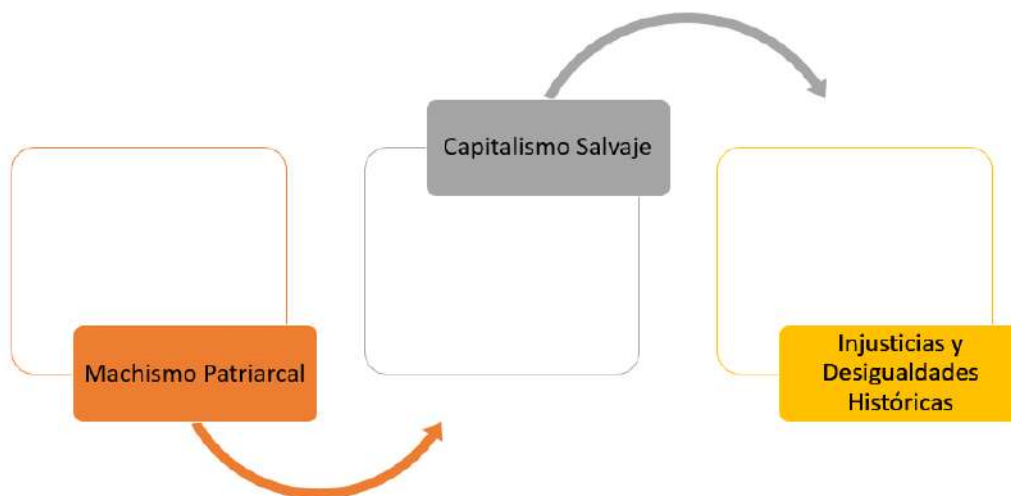 Capitalismo Salvaje
Machismo Patriarcal
Injusticias y
Desigualdades
Históricas